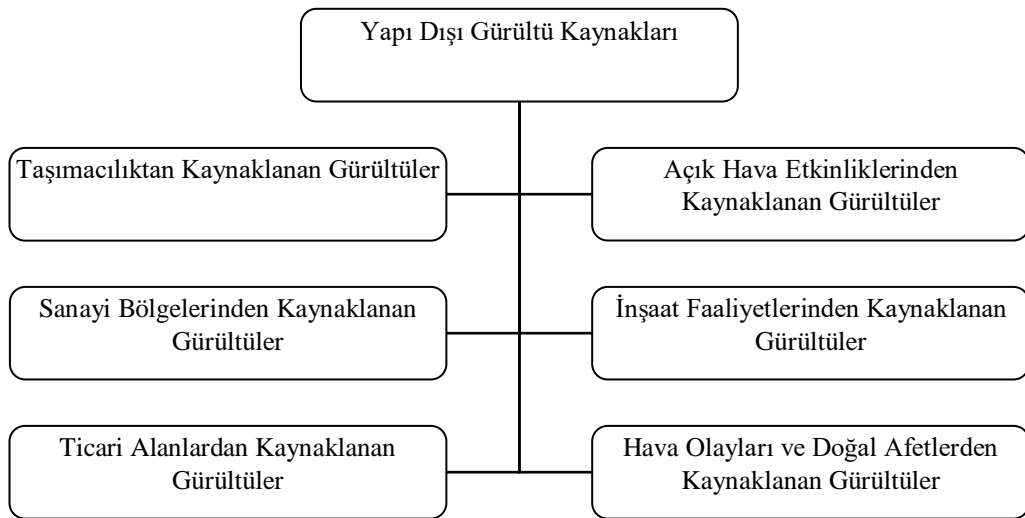 Yapı Dışı Gürültü Kaynakları
Taşımacılıktan Kaynaklanan Gürültüler
Açık Hava Etkinliklerinden
Kaynaklanan Gürültüler
Sanayi Bölgelerinden Kaynaklanan
Gürültüler
İnşaat Faaliyetlerinden Kaynaklanan
Gürültüler
Ticari Alanlardan Kaynaklanan
Gürültüler
Hava Olayları ve Doğal Afetlerden
Kaynaklanan Gürültüler